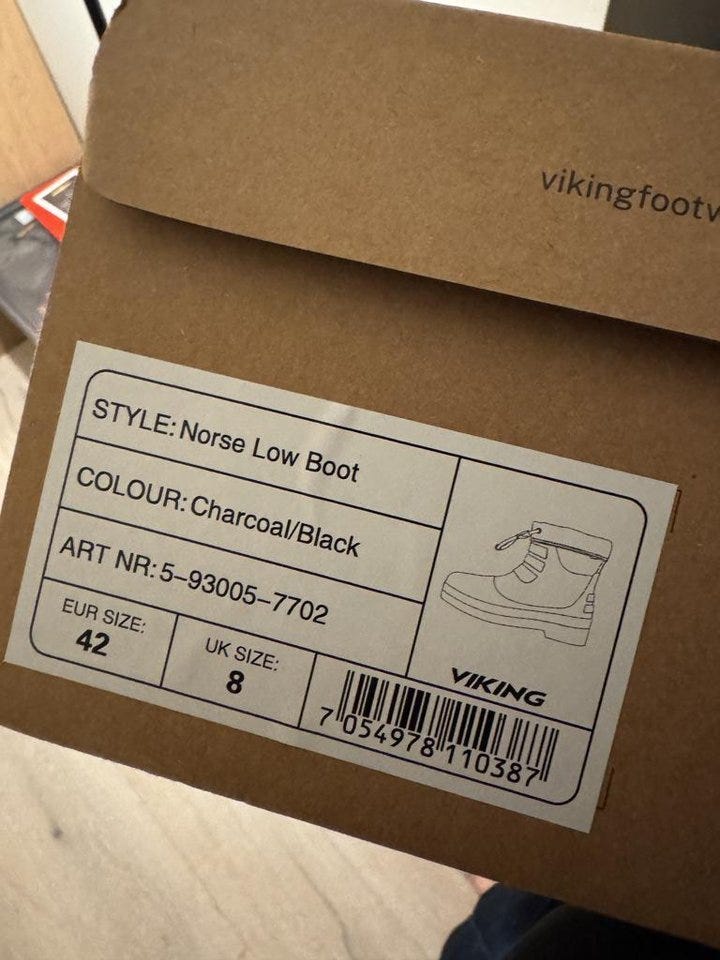 vikingfootw
STYLE: Norse Low Boot
COLOUR: Charcoal/Black
ART NR: 5-93005-7702
EUR SIZE:
42
UK SIZE:
8
VIKING
7 054978 110387